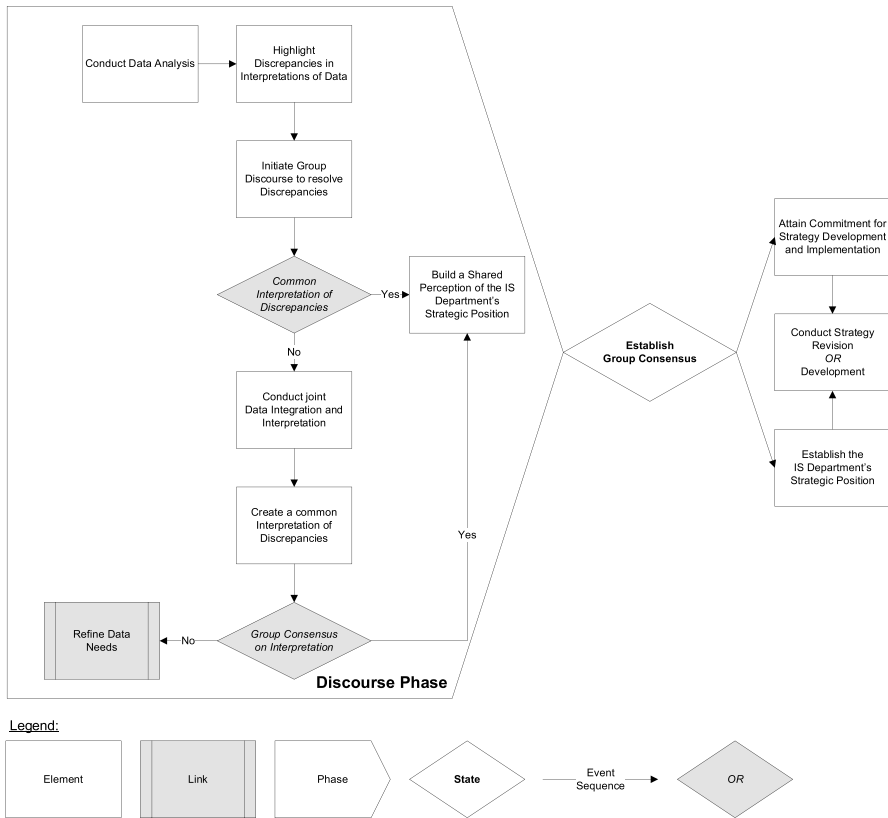 Conduct Data Analysis
Highlight
Discrepancies in
Interpretations of Data
Initiate Group
Discourse to resolve
Discrepancies
Common
Interpretation of
Discrepancies
Yes
Build a Shared
Perception of the IS
Department's
Strategic Position
No
Conduct joint
Data Integration and
Interpretation
Create a common
Interpretation of
Discrepancies
Yes
Group Consensus
on Interpretation
No
Refine Data
Needs
Discourse Phase
Establish
Group Consensus
Attain Commitment for
Strategy Development
and Implementation
Conduct Strategy
Revision
OR
Development
Establish the
IS Department's
Strategic Position
Legend:
Element
Link
Phase
State
Event
Sequence
OR